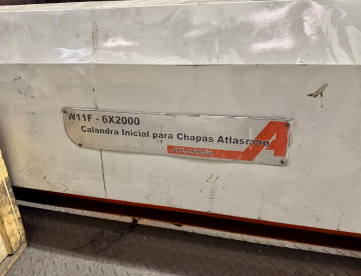 W11F - 6X2000
Calandra Inicial para Chapas Atlasmaq